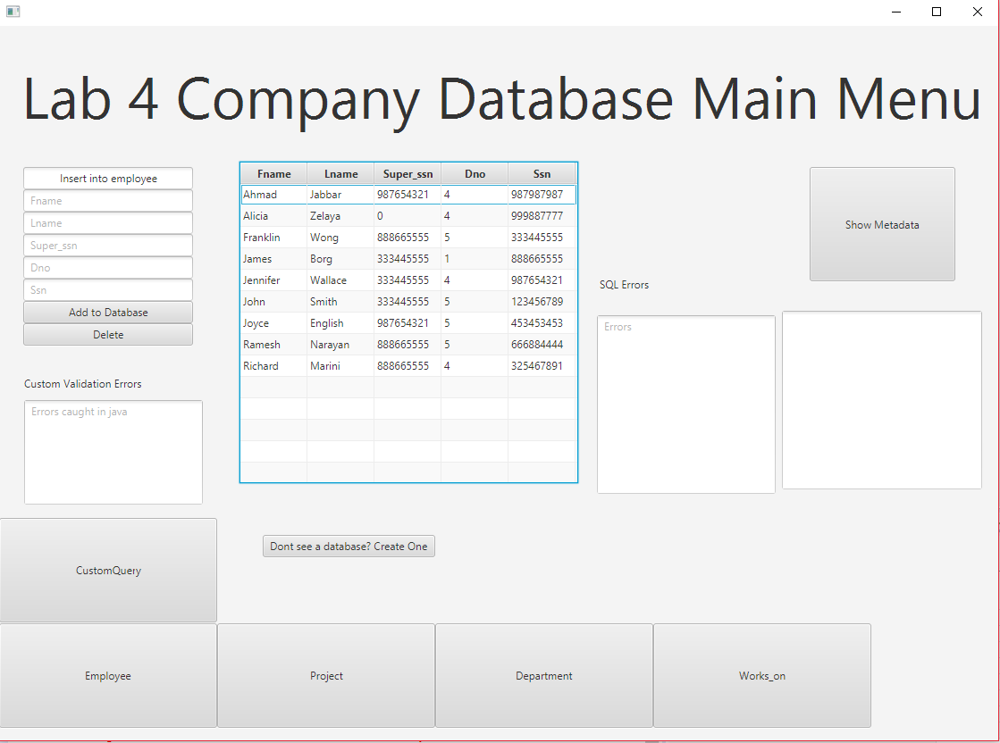 Lab 4 Company Database Main Menu
Insert into employee
Fname
Lname
Super_ssn
Dno
Ssn
Add to Database
Delete
Custom Validation Errors
Errors caught in java
Fname Lname Super_ssn Dno Ssn
Ahmad Jabbar 987654321 4 987987987
Alicia Zelaya 0 4 999887777
Franklin Wong 888665555 5 333445555
James Borg 333445555 1 888665555
Jennifer Wallace 333445555 4 987654321
John Smith 333445555 5 123456789
Joyce English 987654321 5 453453453
Ramesh Narayan 888665555 5 666884444
Richard Marini 888665555 4 325467891
Show Metadata
SQL Errors
Errors
Dont see a database? Create One
CustomQuery
Employee
Project
Department
Works_on